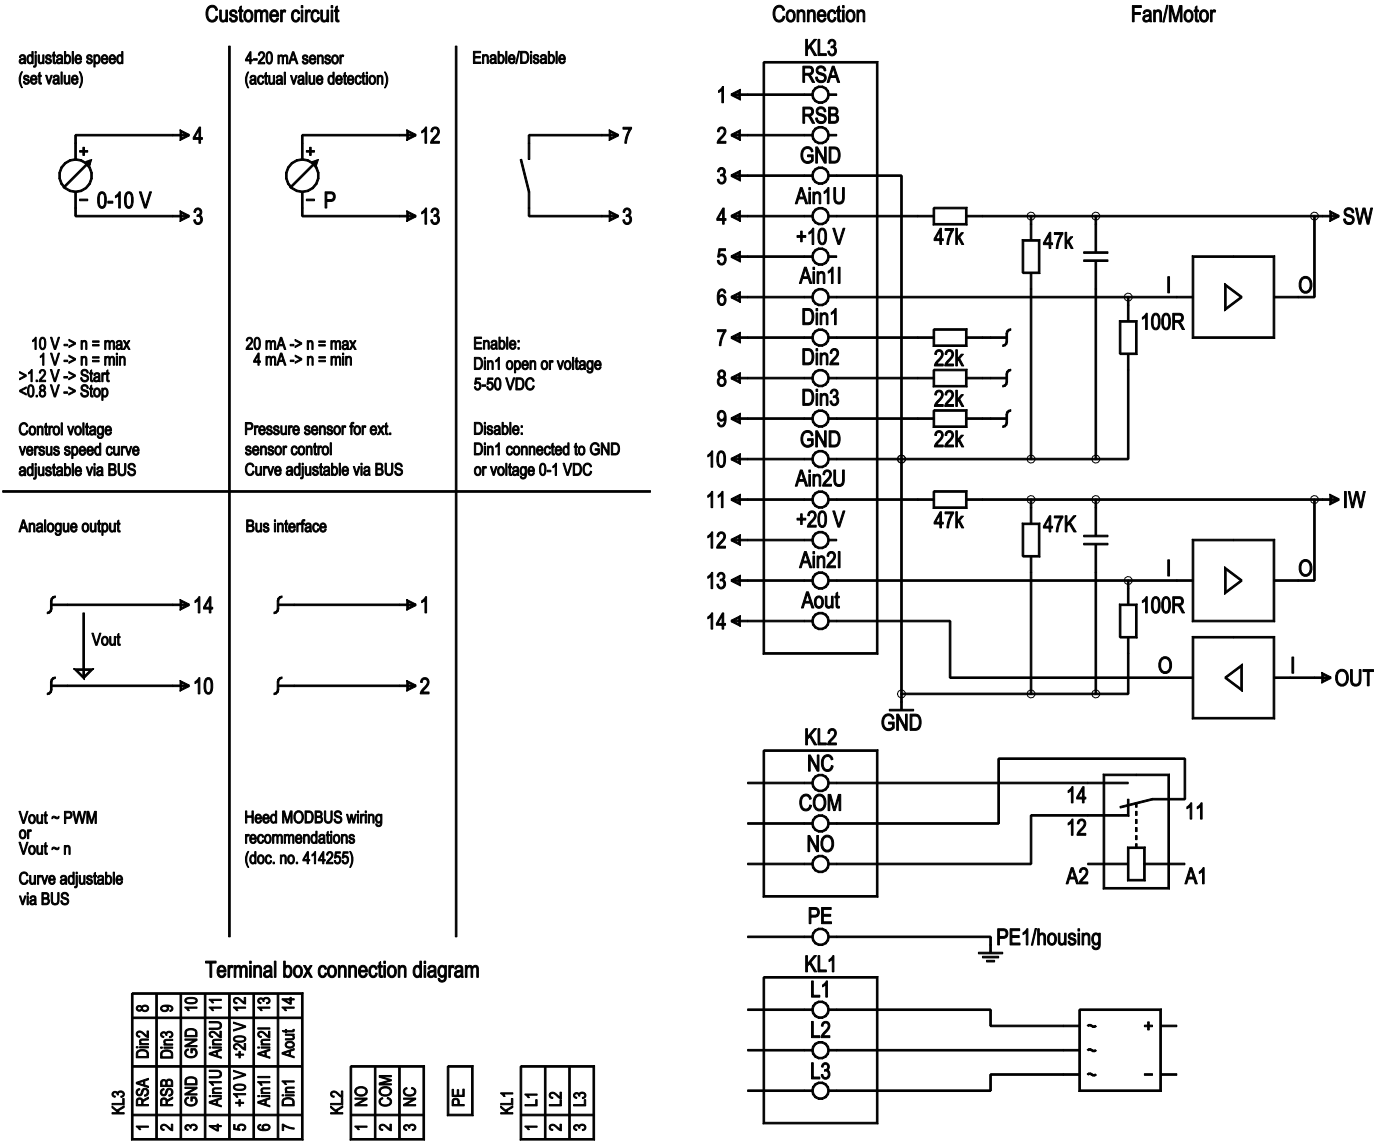 Customer circuit
adjustable speed
(set value)
4
+
- 0-10 V
3
10 V -> n = max
1 V -> n = min
>1.2 V -> Start
<0.8 V -> Stop
Control voltage
versus speed curve
adjustable via BUS
4-20 mA sensor
(actual value detection)
12
+
- P
13
20 mA -> n = max
4 mA -> n = min
Pressure sensor for ext.
sensor control
Curve adjustable via BUS
Enable/Disable
7
3
Enable:
Din1 open or voltage
5-50 VDC
Disable:
Din1 connected to GND
or voltage 0-1 VDC
Analogue output
14
Vout
10
Vout ~ PWM
or
Vout ~ n
Curve adjustable
via BUS
Bus interface
1
2
Heed MODBUS wiring
recommendations
(doc. no. 414255)
Terminal box connection diagram
KL3
8 9 10 11 12 13 14
Din2 Din3 GND Ain2U +20 V Ain2I Aout
RSA RSB GND Ain1U +10 V Ain1I Din1
1 2 3 4 5 6 7
KL2
NO COM NC
1 2 3
PE
KL1
L1 L2 L3
1 2 3
Connection
Fan/Motor
KL3
RSA
1
RSB
2
GND
3
Ain1U
4
47k
47k
SW
+10 V
5
Ain1I
6
I
O
100R
Din1
7
22k
Din2
8
22k
Din3
9
22k
GND
10
Ain2U
11
47k
47K
IW
+20 V
12
Ain2I
13
I
O
100R
Aout
14
O
I
OUT
GND
KL2
NC
14
COM
11
12
NO
A2
A1
PE
PE1/housing
KL1
L1
~ +
L2
~
L3
~ -